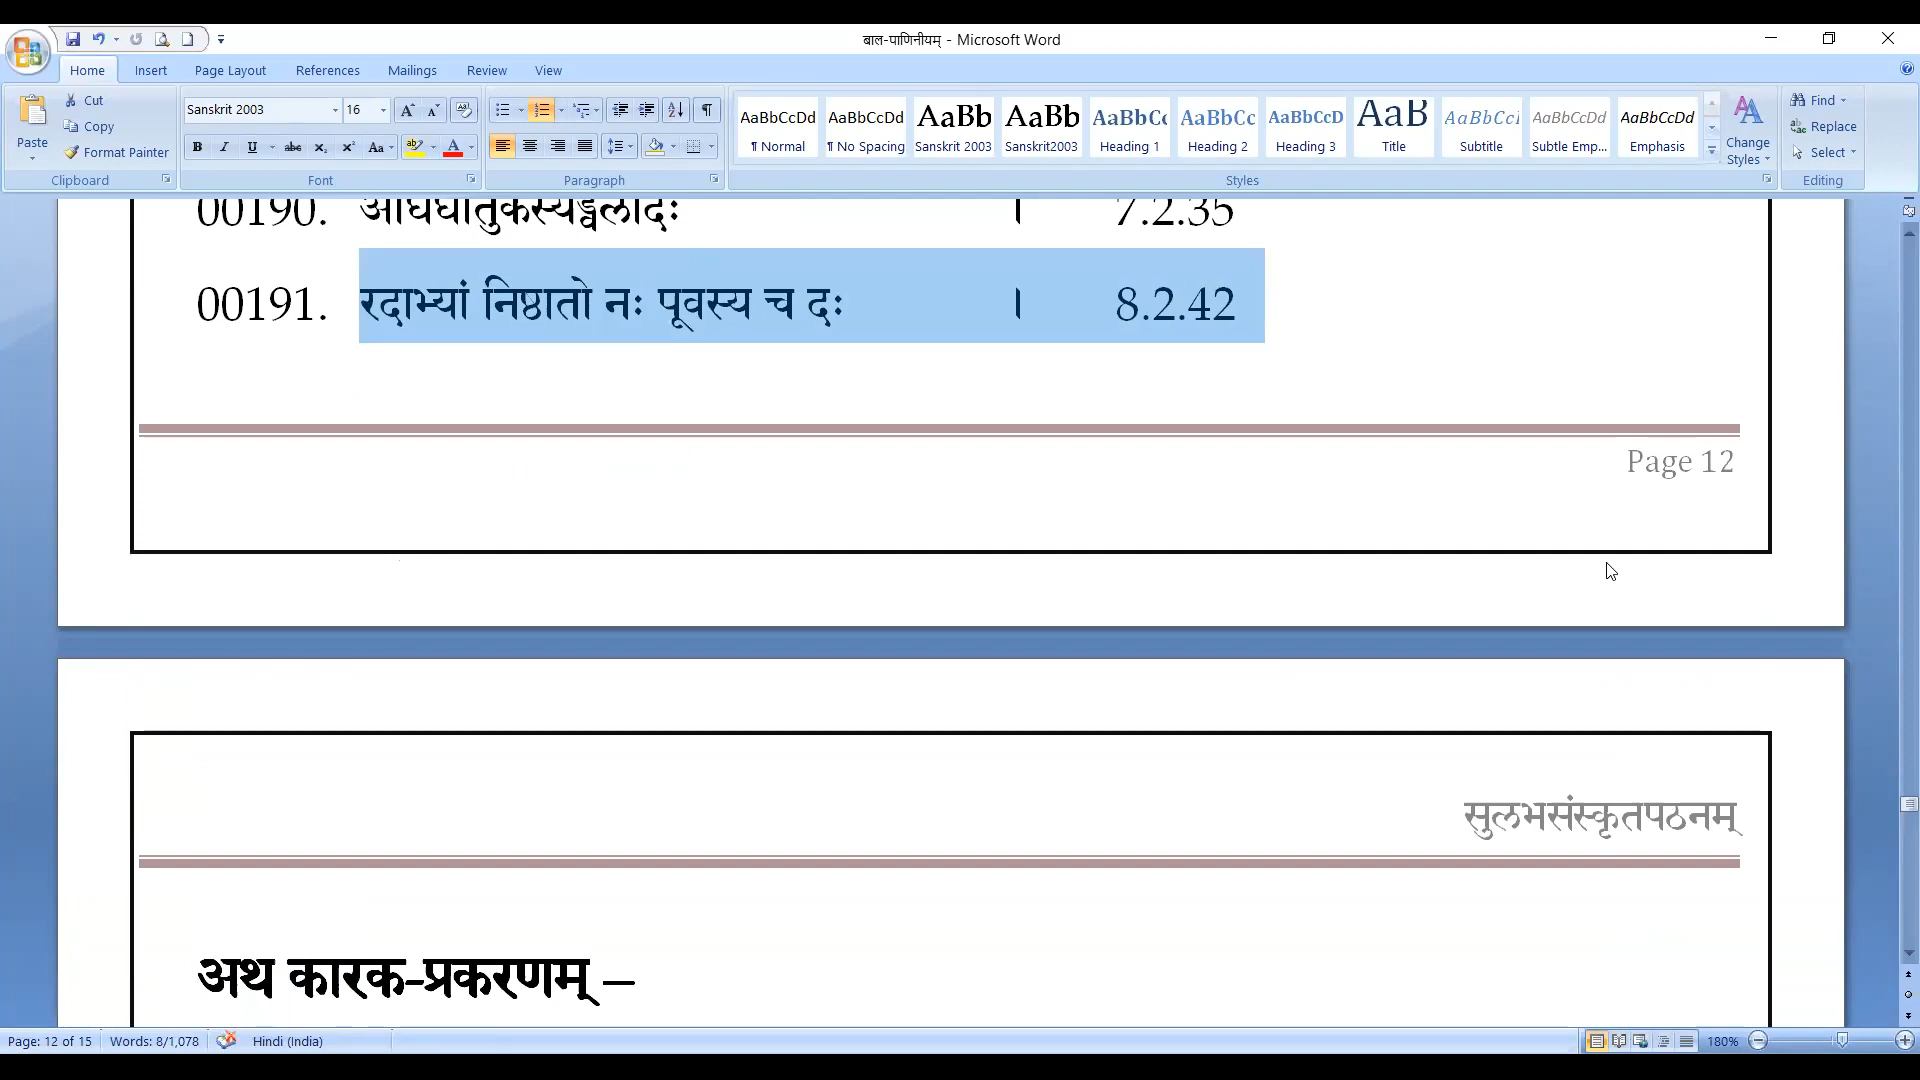 बाल-पाणिनीयम् - Microsoft Word
Home Insert Page Layout References Mailings Review View
Paste
Cut
Copy
Format Painter
Clipboard
Sanskrit 2003 16
Font
Paragraph
AaBbCcDd AaBbCcDd AaBb AaBb AaBbCc AaBbCc AaBbCcD AaB AaBbCcI AaBbCcDd AaBbCcDd
¶ Normal ¶ No Spacing Sanskrit 2003 Sanskrit2003 Heading 1 Heading 2 Heading 3 Title Subtitle Subtle Emp... Emphasis
Change Styles
Styles
Find
Replace
Select
Editing
00190. । 7.2.35
00191. रदाभ्यां निष्ठातो नः पूवस्य च दः । 8.2.42
Page 12
सुलभसंस्कृतपठनम्
अथ कारक-प्रकरणम् –
Page: 12 of 15 Words: 8/1,078 Hindi (India) 180%